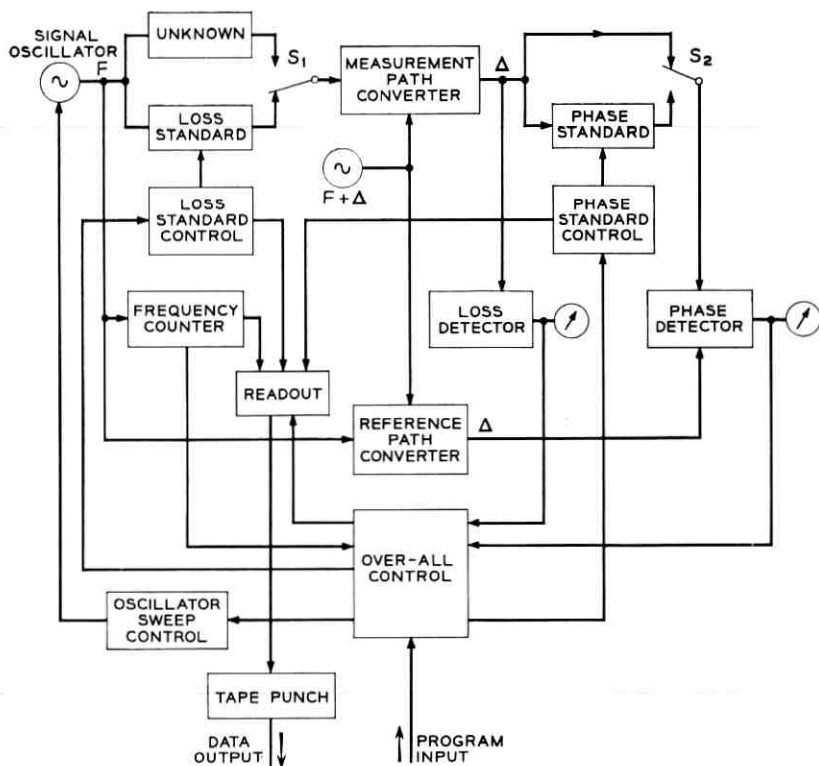 SIGNAL
OSCILLATOR
F
UNKNOWN
S1
MEASUREMENT
PATH
CONVERTER
Δ
S2
LOSS
STANDARD
PHASE
STANDARD
F + Δ
LOSS
STANDARD
CONTROL
PHASE
STANDARD
CONTROL
FREQUENCY
COUNTER
LOSS
DETECTOR
PHASE
DETECTOR
READOUT
REFERENCE
PATH
CONVERTER
Δ
OVER-ALL
CONTROL
OSCILLATOR
SWEEP
CONTROL
TAPE PUNCH
DATA
OUTPUT
PROGRAM
INPUT